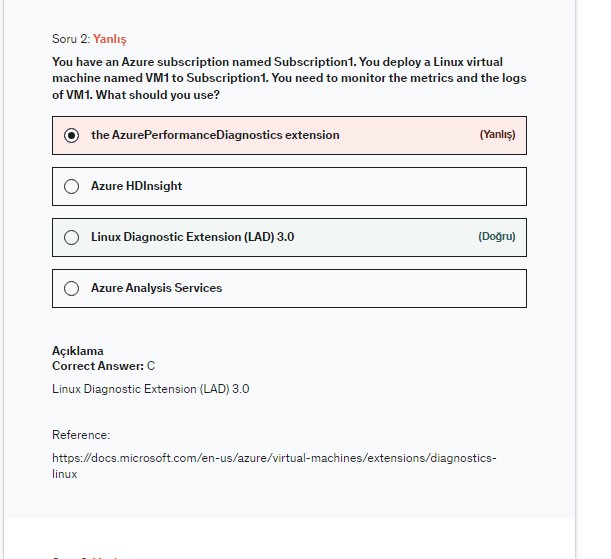 Soru 2: Yanlış
You have an Azure subscription named Subscription1. You deploy a Linux virtual
machine named VM1 to Subscription1. You need to monitor the metrics and the logs
of VM1. What should you use?
the AzurePerformanceDiagnostics extension (Yanlış)
Azure HDInsight
Linux Diagnostic Extension (LAD) 3.0 (Doğru)
Azure Analysis Services
Açıklama
Correct Answer: C
Linux Diagnostic Extension (LAD) 3.0
Reference:
https://docs.microsoft.com/en-us/azure/virtual-machines/extensions/diagnostics-
linux